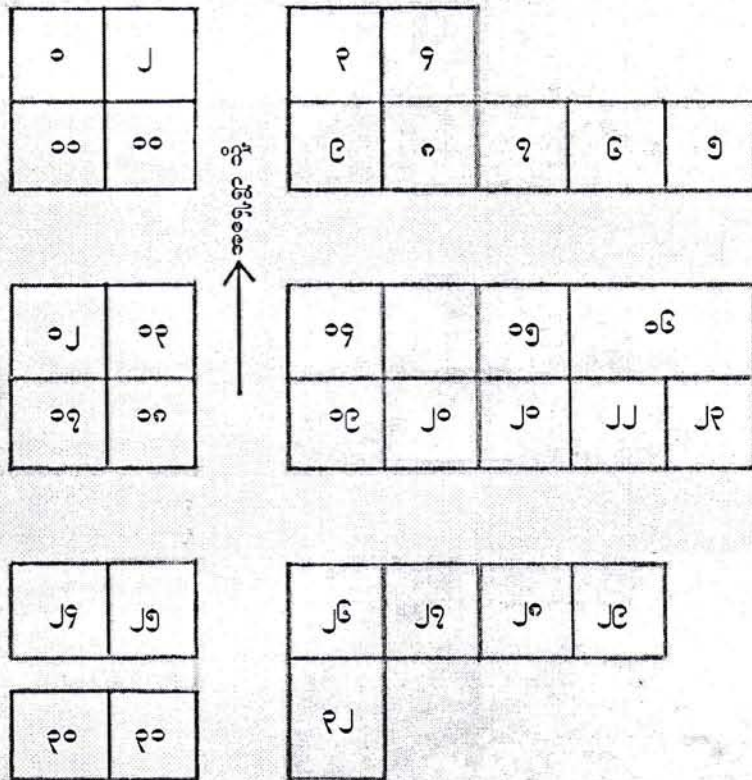 ၁ ၂ ၃ ၄
၁၁ ၁၀ ၉ ၈ ၇ ၆ ၅
၁၂ ၁၃ ၁၄ ၁၅ ၁၆
၁၇ ၁၈ ၁၉ ၂၀ ၂၁ ၂၂ ၂၃
၂၄ ၂၅ ၂၆ ၂၇ ၂၈ ၂၉
၃၀ ၃၁ ၃၂